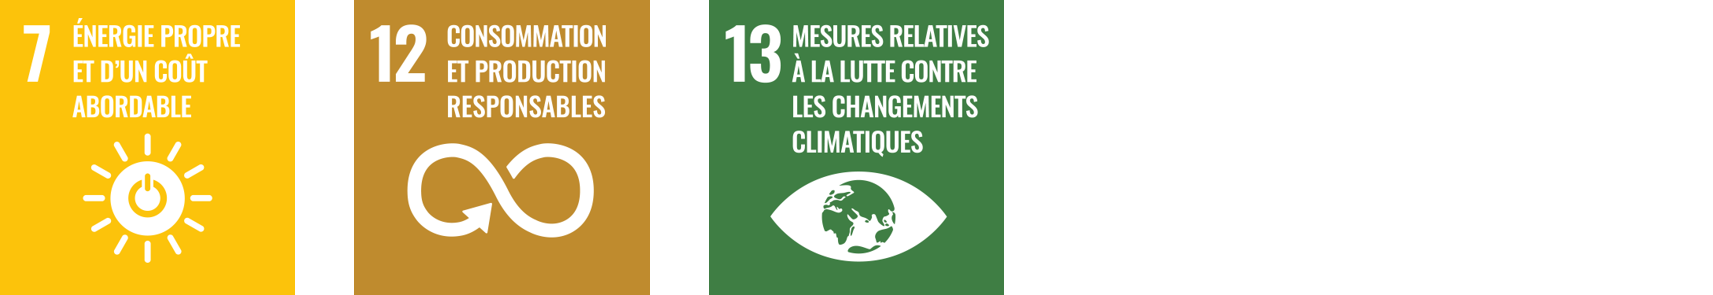 7
ÉNERGIE PROPRE
ET D'UN COÛT
ABORDABLE
12
CONSOMMATION
ET PRODUCTION
RESPONSABLES
13
MESURES RELATIVES
À LA LUTTE CONTRE
LES CHANGEMENTS
CLIMATIQUES